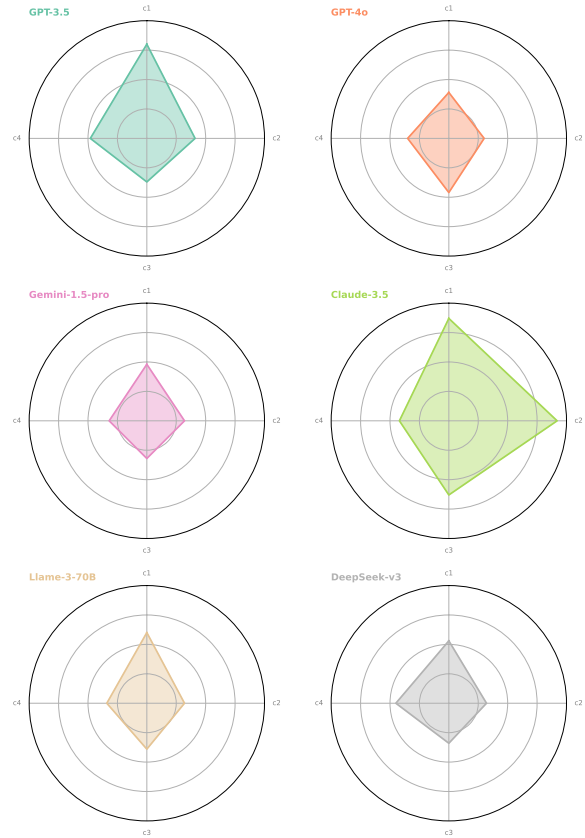 GPT-3.5
c1
GPT-4o
c1
c4
c2
c4
c2
c3
c3
Gemini-1.5-pro
c1
Claude-3.5
c1
c4
c2
c4
c2
c3
c3
Llame-3-70B
c1
DeepSeek-v3
c1
c4
c2
c4
c2
c3
c3